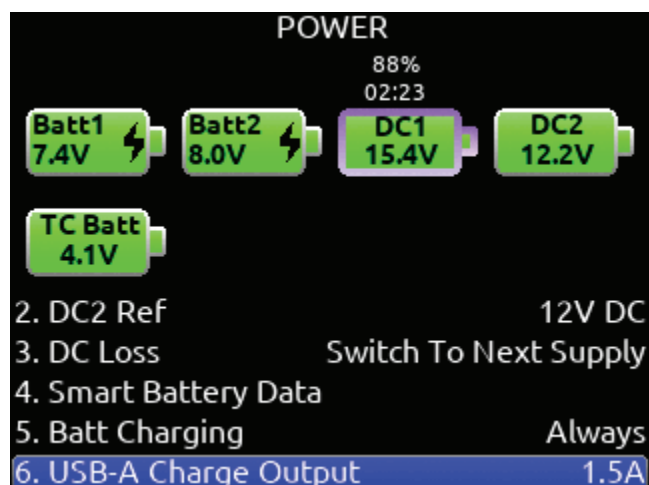 POWER
88%
02:23
Batt1 Batt2 DC1 DC2
7.4V 8.0V 15.4V 12.2V
TC Batt
4.1V
2. DC2 Ref 12V DC
3. DC Loss Switch To Next Supply
4. Smart Battery Data
5. Batt Charging Always
6. USB-A Charge Output 1.5A